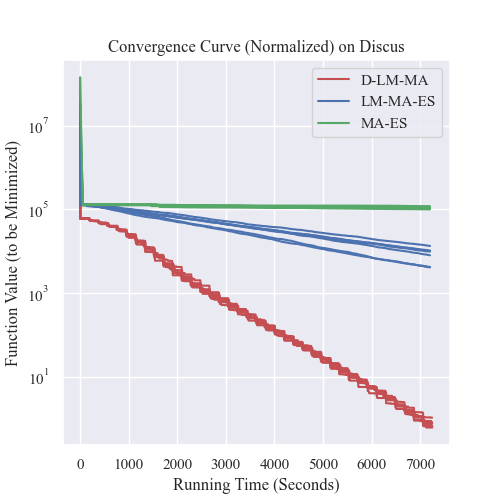 Convergence Curve (Normalized) on Discus
D-LM-MA
LM-MA-ES
MA-ES
Function Value (to be Minimized)
10^7
10^5
10^3
10^1
0 1000 2000 3000 4000 5000 6000 7000
Running Time (Seconds)